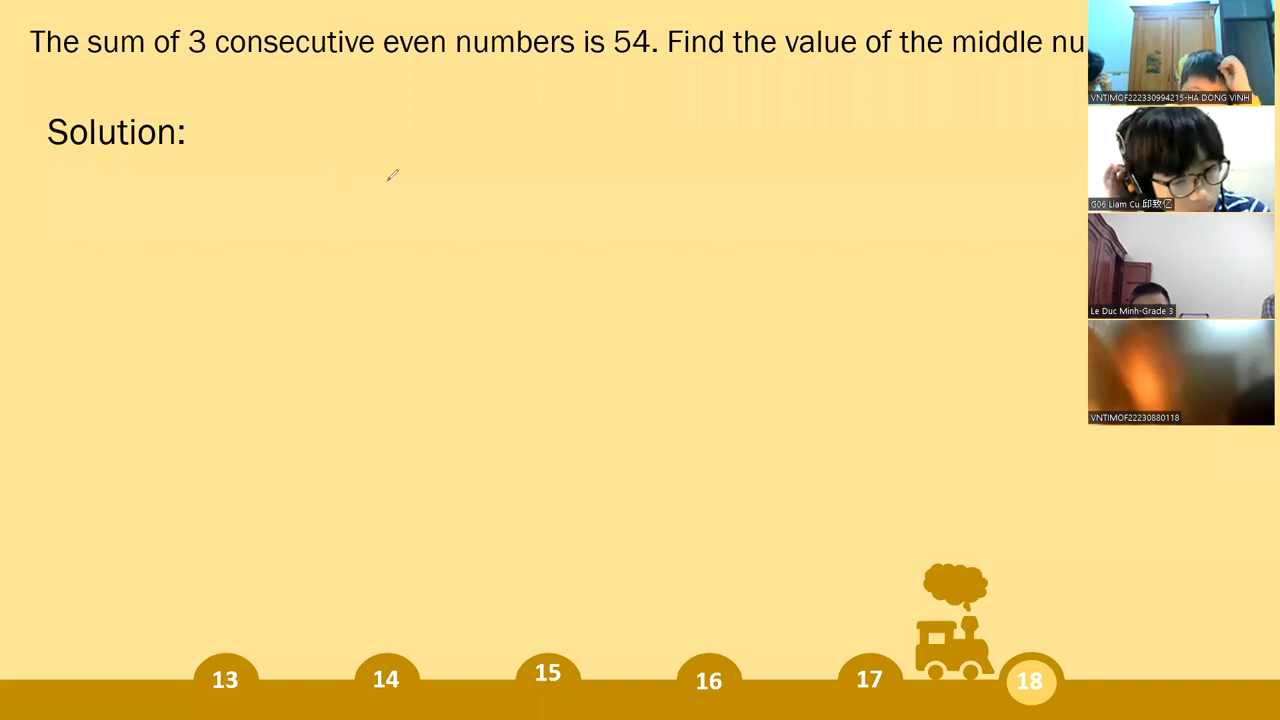 The sum of 3 consecutive even numbers is 54. Find the value of the middle nu
Solution:
VNTIMOF222330994215-HA DONG VINH
G06 Liam Cu 邱致亿
Le Duc Minh-Grade 3
VNTIMOF22230880118
13 14 15 16 17 18